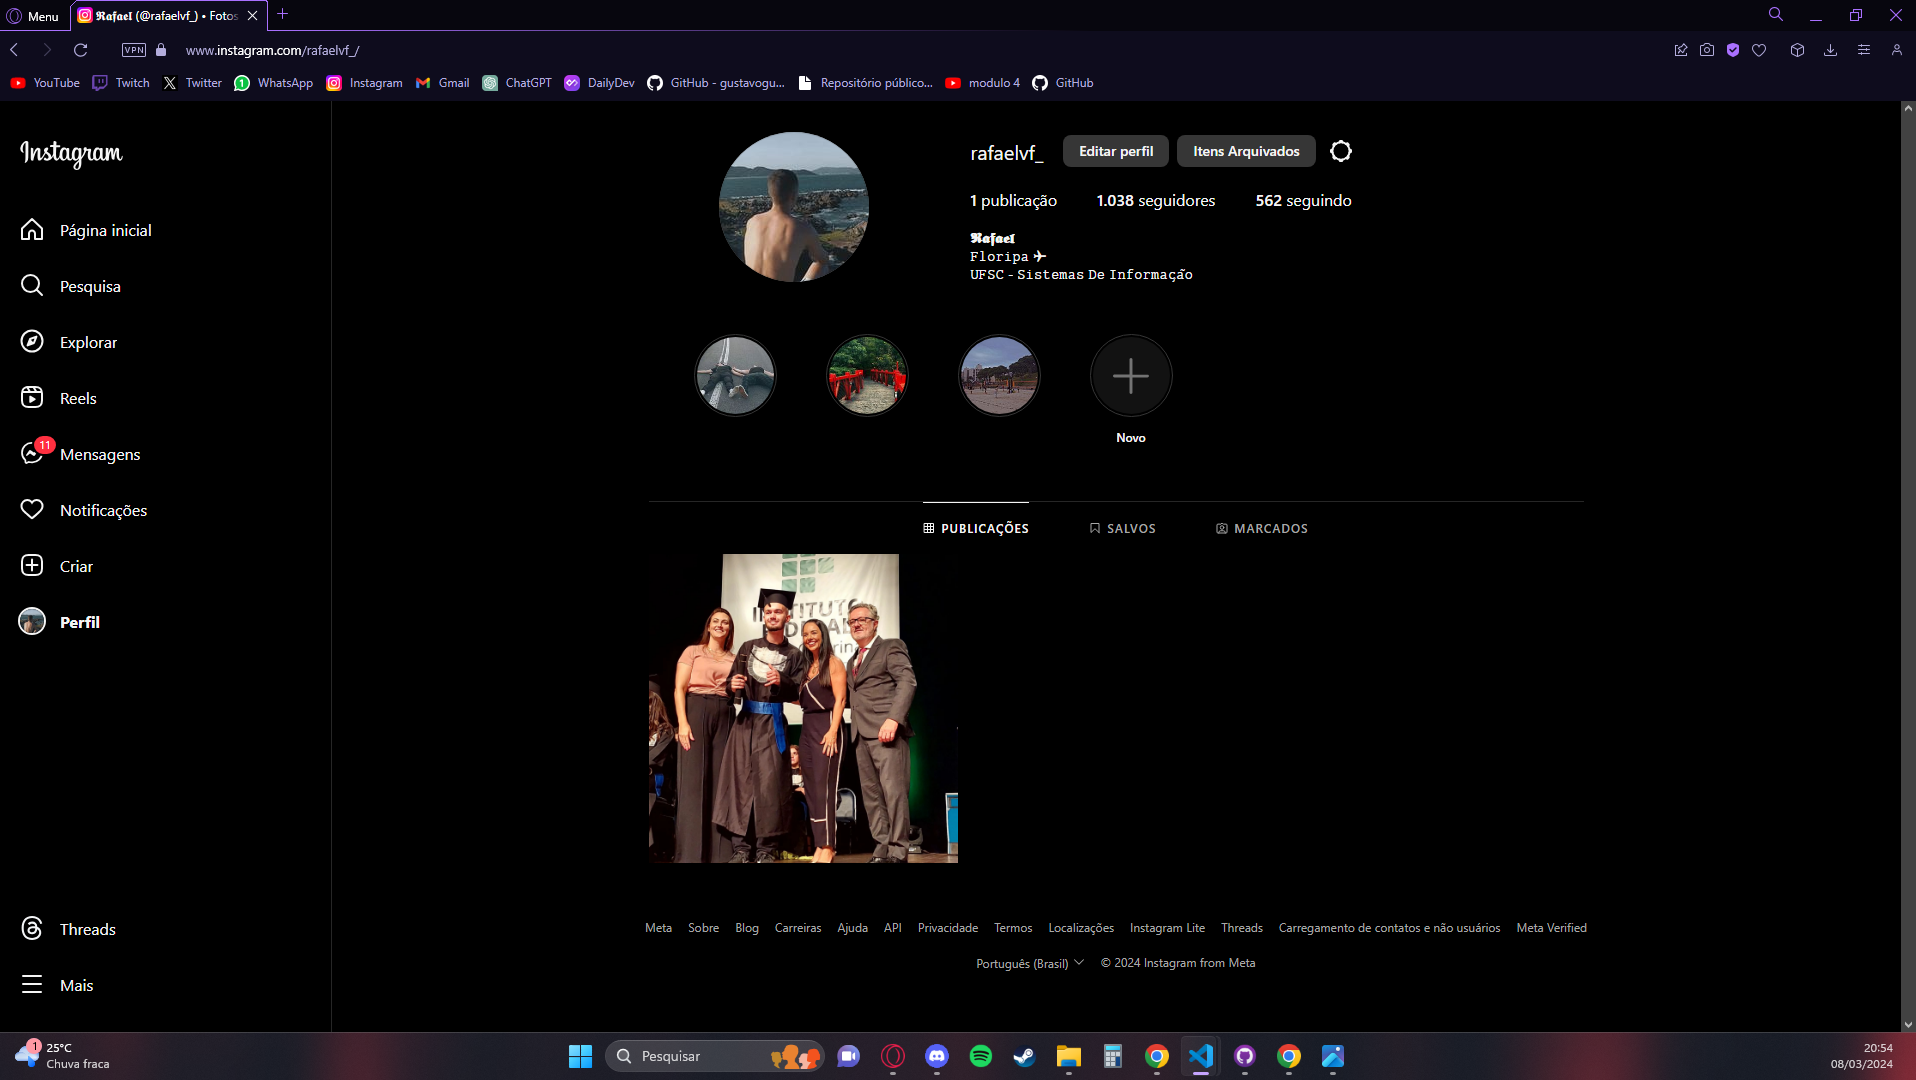 Menu
𝕽𝖆𝖋𝖆𝖊𝖑 (@rafaelvf_) • Fotos
VPN
www.instagram.com/rafaelvf_/
YouTube
Twitch
Twitter
1
WhatsApp
Instagram
Gmail
ChatGPT
DailyDev
GitHub - gustavogu...
Repositório público...
modulo 4
GitHub
Instagram
Página inicial
Pesquisa
Explorar
Reels
11
Mensagens
Notificações
Criar
Perfil
Threads
Mais
rafaelvf_
Editar perfil
Itens Arquivados
1 publicação
1.038 seguidores
562 seguindo
𝕽𝖆𝖋𝖆𝖊𝖑
Floripa ✈
UFSC - Sistemas De Informação
Novo
PUBLICAÇÕES
SALVOS
MARCADOS
Meta Sobre Blog Carreiras Ajuda API Privacidade Termos Localizações Instagram Lite Threads Carregamento de contatos e não usuários Meta Verified
Português (Brasil)
© 2024 Instagram from Meta
1
25°C
Chuva fraca
Pesquisar
20:54
08/03/2024